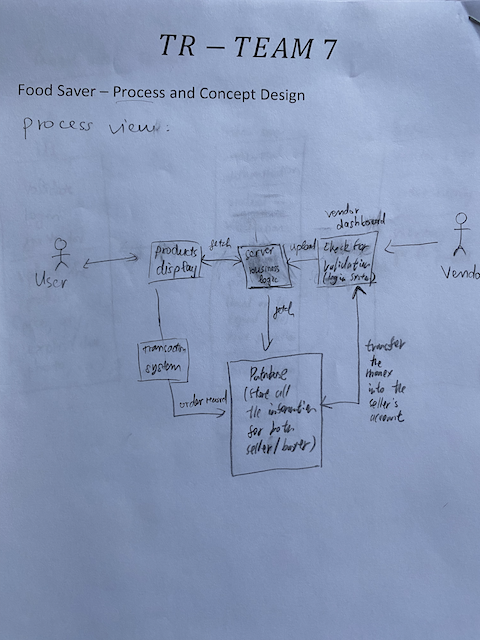 TR – TEAM 7
Food Saver – Process and Concept Design
process view:
vendor
dashboard
User
products
display
fetch
server
business
logic
upload
check for
validation
(login system)
Vendo
fetch
transaction
system
order record
Database
(store all
the information
for both
seller/buyer)
transfer
the
money
into the
seller's
account